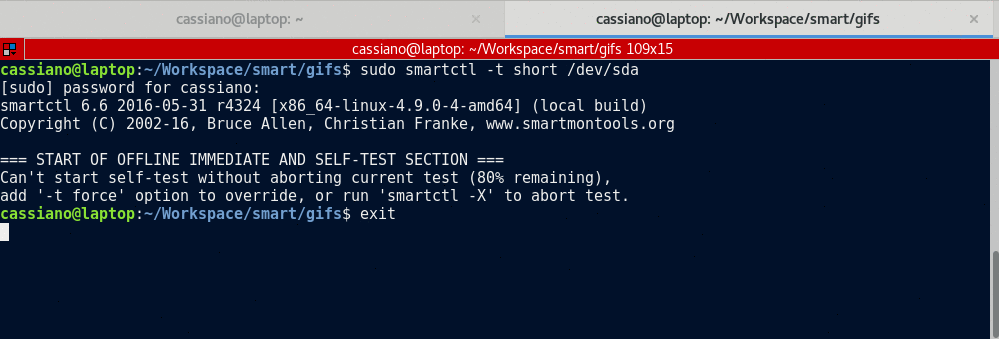 cassiano@laptop: ~ ×
cassiano@laptop: ~/Workspace/smart/gifs ×
cassiano@laptop: ~/Workspace/smart/gifs 109x15
cassiano@laptop:~/Workspace/smart/gifs$ sudo smartctl -t short /dev/sda
[sudo] password for cassiano:
smartctl 6.6 2016-05-31 r4324 [x86_64-linux-4.9.0-4-amd64] (local build)
Copyright (C) 2002-16, Bruce Allen, Christian Franke, www.smartmontools.org
=== START OF OFFLINE IMMEDIATE AND SELF-TEST SECTION ===
Can't start self-test without aborting current test (80% remaining),
add '-t force' option to override, or run 'smartctl -X' to abort test.
cassiano@laptop:~/Workspace/smart/gifs$ exit